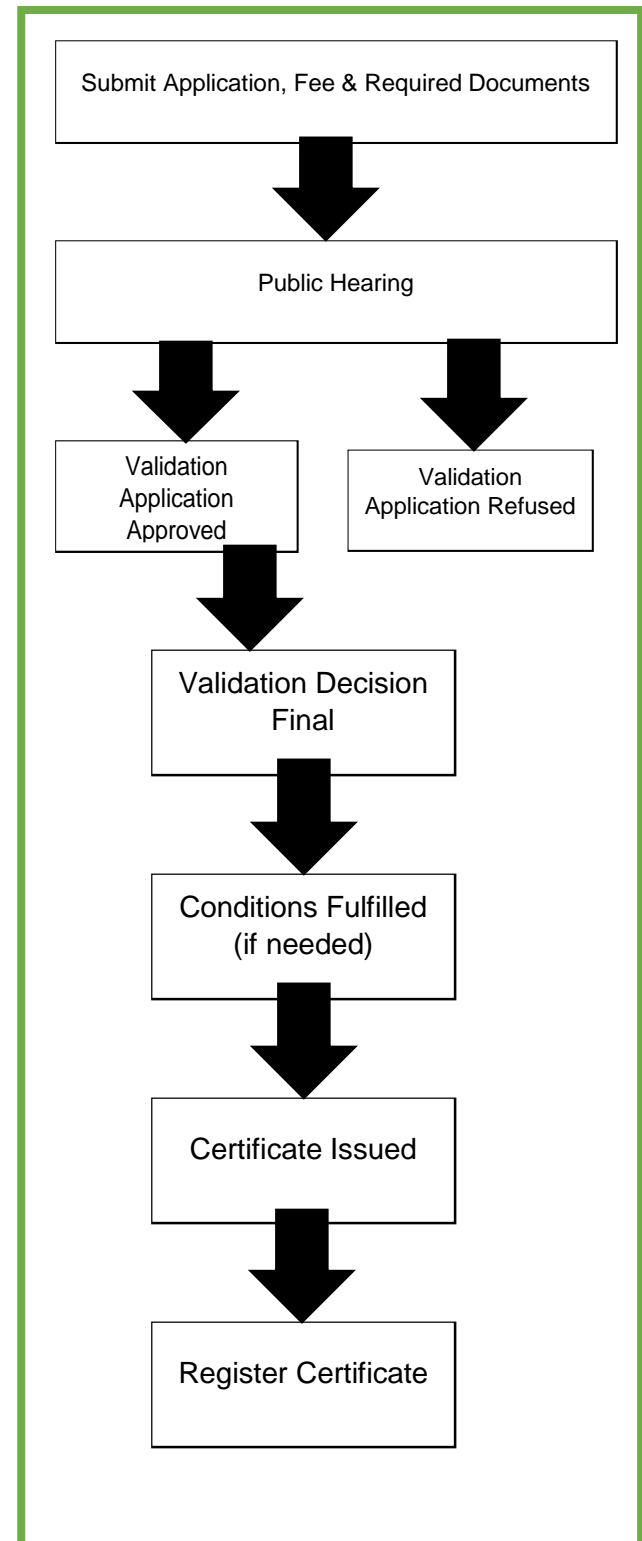 Submit Application, Fee & Required Documents
Public Hearing
Validation
Application
Approved
Validation
Application Refused
Validation Decision
Final
Conditions Fulfilled
(if needed)
Certificate Issued
Register Certificate